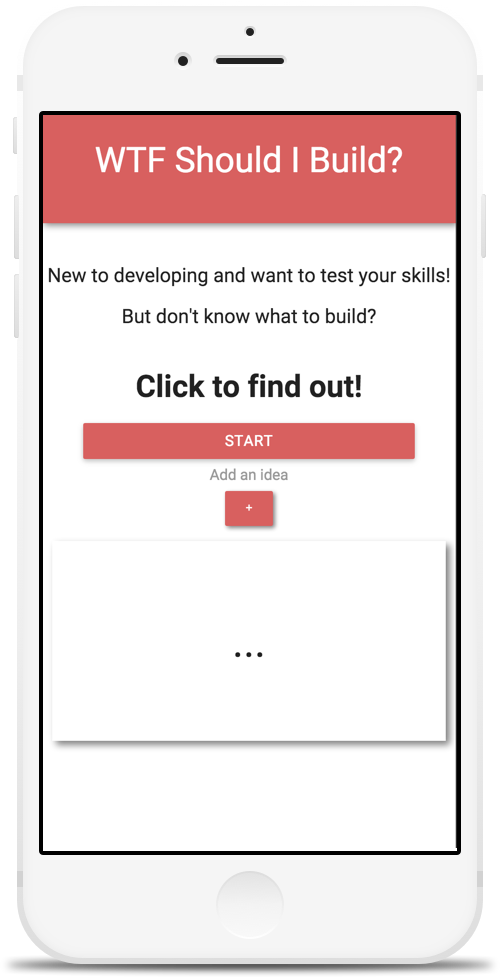 WTF Should I Build?
New to developing and want to test your skills!
But don't know what to build?
Click to find out!
START
Add an idea
+
...